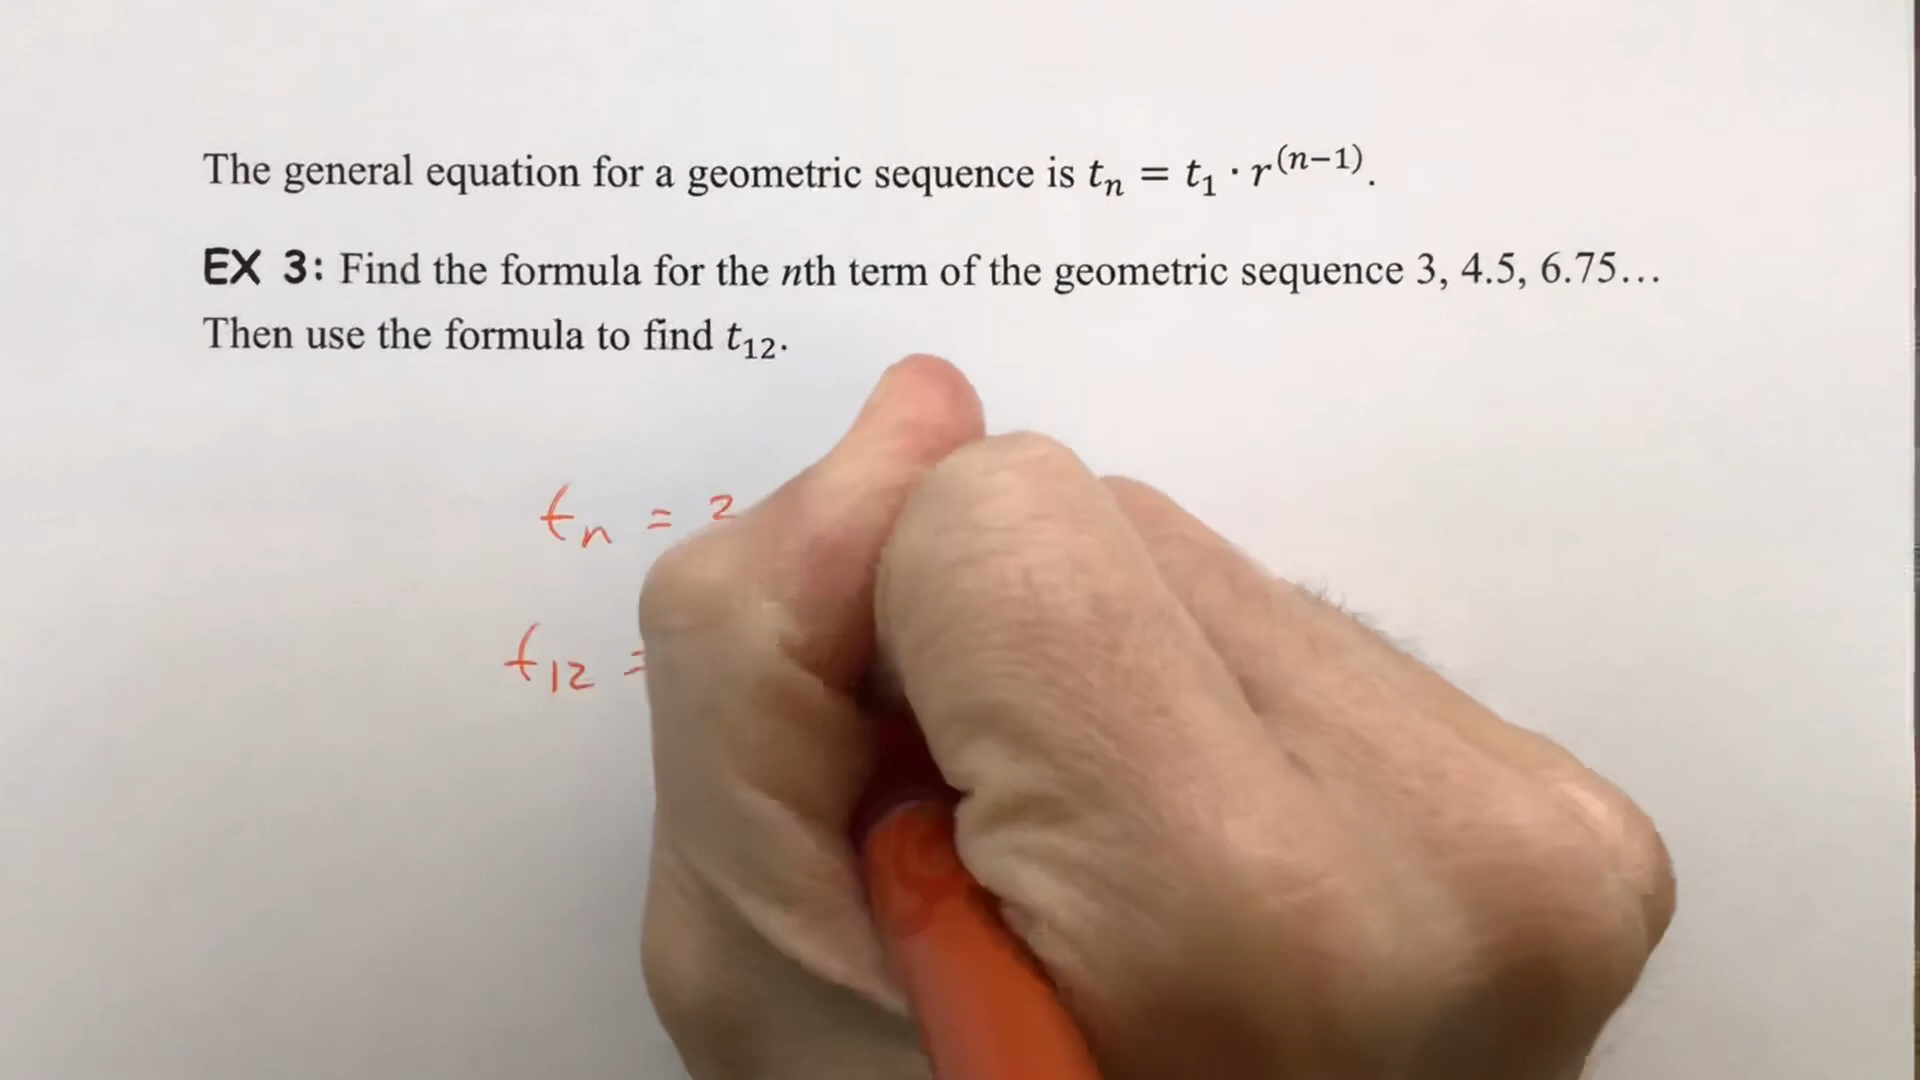 The general equation for a geometric sequence is tₙ = t₁ · r⁽ⁿ⁻¹⁾.
EX 3: Find the formula for the nth term of the geometric sequence 3, 4.5, 6.75...
Then use the formula to find t₁₂.
tₙ =
t₁₂ =